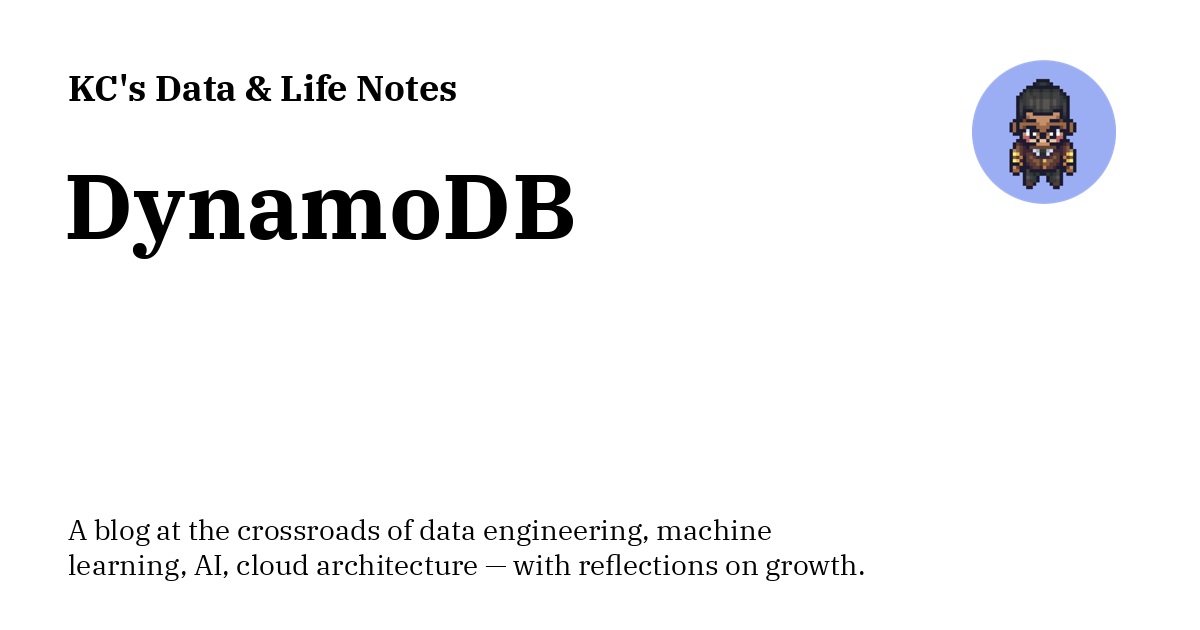 KC's Data & Life Notes
DynamoDB
A blog at the crossroads of data engineering, machine
learning, AI, cloud architecture — with reflections on growth.